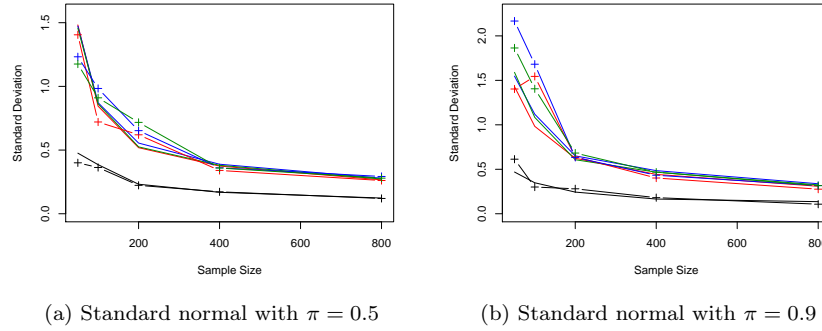 1.5
1.0
0.5
0.0
Standard Deviation
200 400 600 800
Sample Size
(a) Standard normal with π = 0.5
2.0
1.5
1.0
0.5
0.0
Standard Deviation
200 400 600 800
Sample Size
(b) Standard normal with π = 0.9